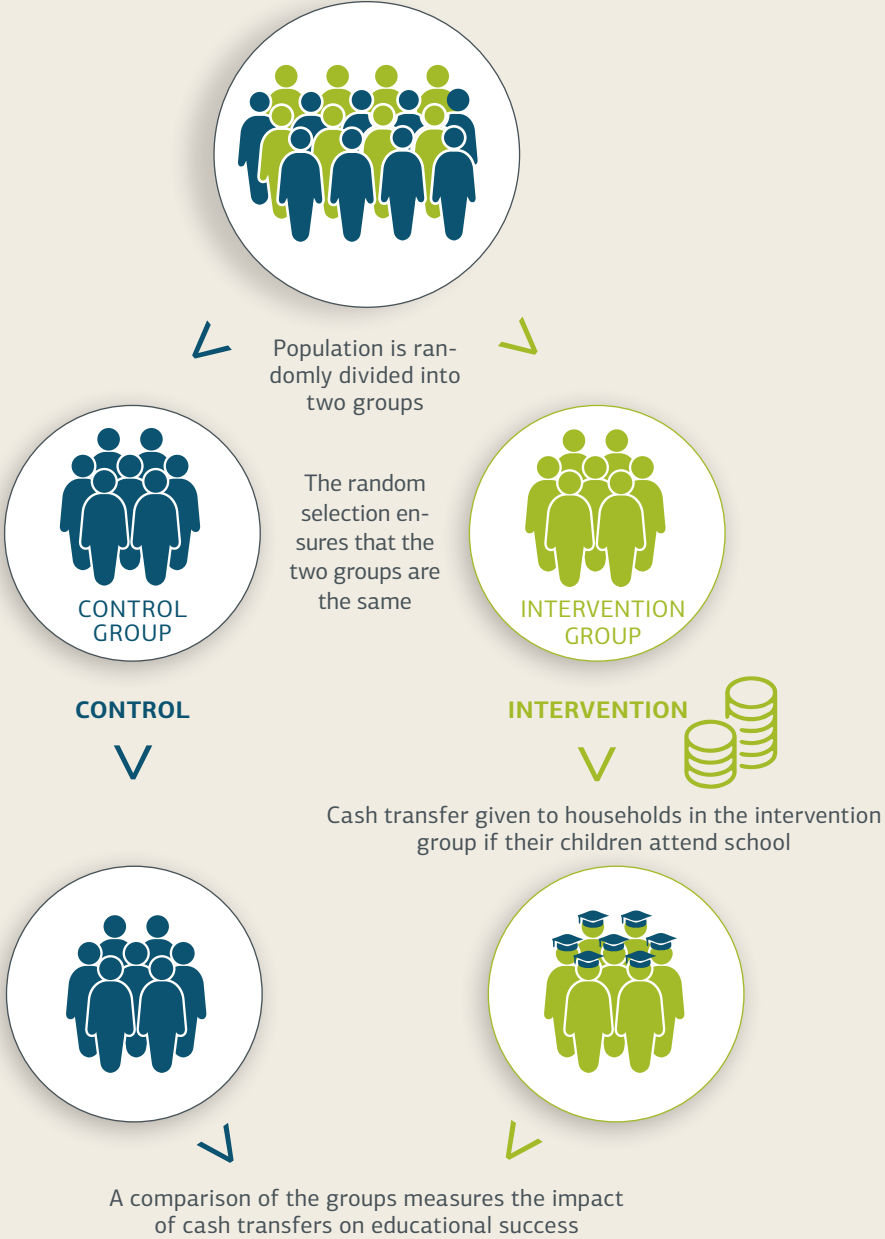 Population is ran-
domly divided into
two groups
The random
selection en-
sures that the
two groups are
the same
CONTROL
GROUP
INTERVENTION
GROUP
CONTROL
INTERVENTION
Cash transfer given to households in the intervention
group if their children attend school
A comparison of the groups measures the impact
of cash transfers on educational success